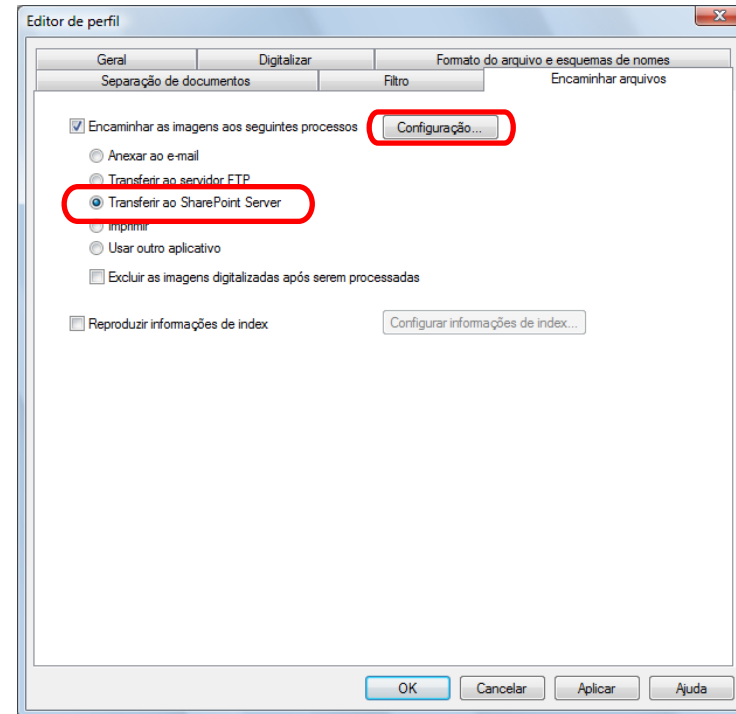 Editor de perfil
Geral Digitalizar Formato do arquivo e esquemas de nomes
Separação de documentos Filtro Encaminhar arquivos
Encaminhar as imagens aos seguintes processos Configuração...
Anexar ao e-mail
Transferir ao servidor FTP
Transferir ao SharePoint Server
Imprimir
Usar outro aplicativo
Excluir as imagens digitalizadas após serem processadas
Reproduzir informações de index Configurar informações de index...
OK Cancelar Aplicar Ajuda